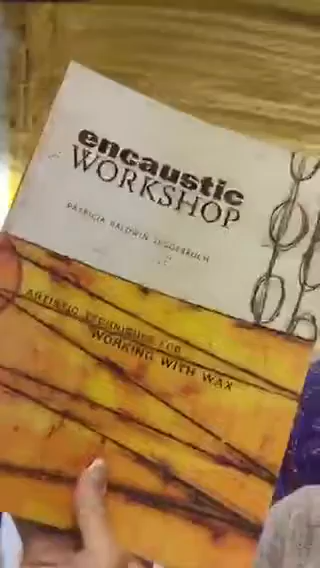 encaustic
WORKSHOP
PATRICIA BALDWIN SEGGEBRUCH
ARTISTIC TECHNIQUES FOR
WORKING WITH WAX